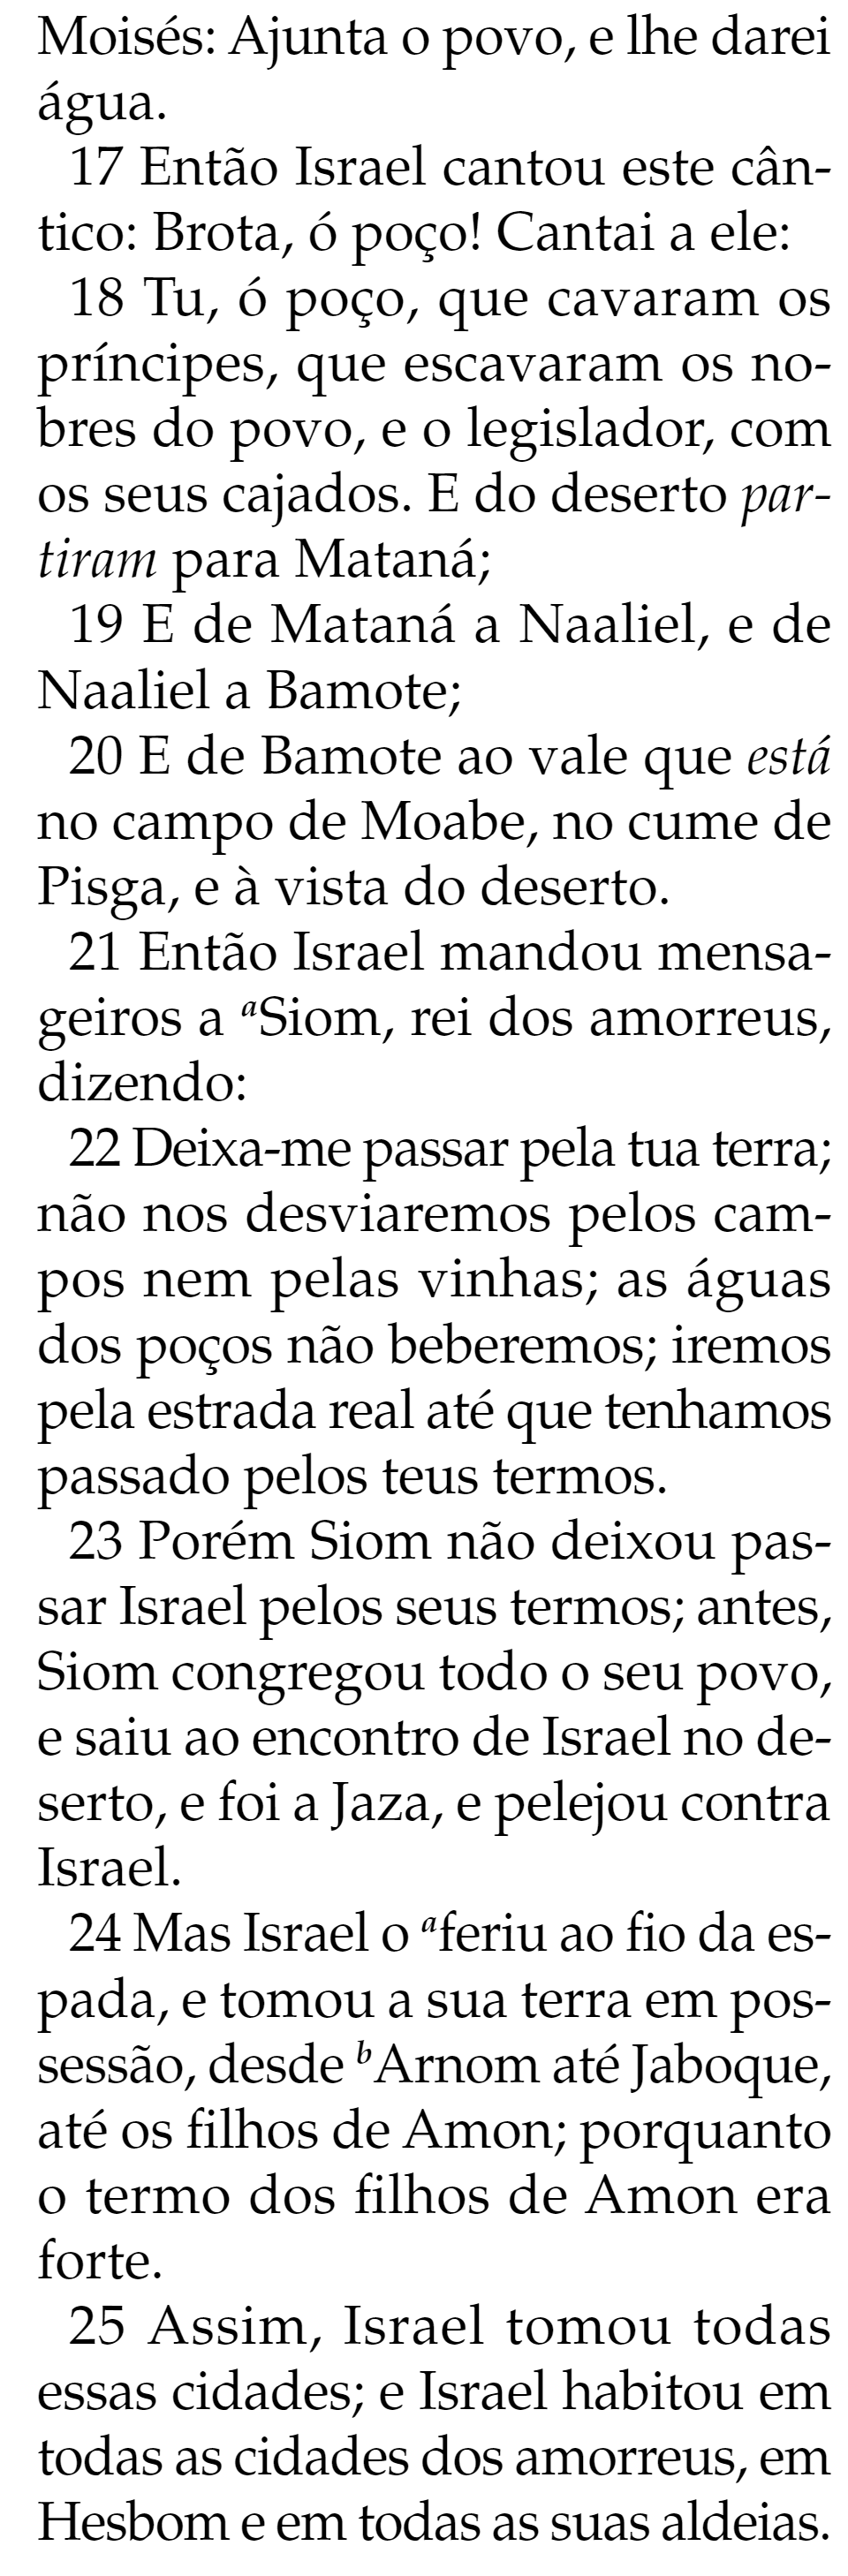 Moisés: Ajunta o povo, e lhe darei
água.
17 Então Israel cantou este cân-
tico: Brota, ó poço! Cantai a ele:
18 Tu, ó poço, que cavaram os
príncipes, que escavaram os no-
bres do povo, e o legislador, com
os seus cajados. E do deserto par-
tiram para Mataná;
19 E de Mataná a Naaliel, e de
Naaliel a Bamote;
20 E de Bamote ao vale que está
no campo de Moabe, no cume de
Pisga, e à vista do deserto.
21 Então Israel mandou mensa-
geiros a aSiom, rei dos amorreus,
dizendo:
22 Deixa-me passar pela tua terra;
não nos desviaremos pelos cam-
pos nem pelas vinhas; as águas
dos poços não beberemos; iremos
pela estrada real até que tenhamos
passado pelos teus termos.
23 Porém Siom não deixou pas-
sar Israel pelos seus termos; antes,
Siom congregou todo o seu povo,
e saiu ao encontro de Israel no de-
serto, e foi a Jaza, e pelejou contra
Israel.
24 Mas Israel o aferiu ao fio da es-
pada, e tomou a sua terra em pos-
sessão, desde bArnom até Jaboque,
até os filhos de Amon; porquanto
o termo dos filhos de Amon era
forte.
25 Assim, Israel tomou todas
essas cidades; e Israel habitou em
todas as cidades dos amorreus, em
Hesbom e em todas as suas aldeias.